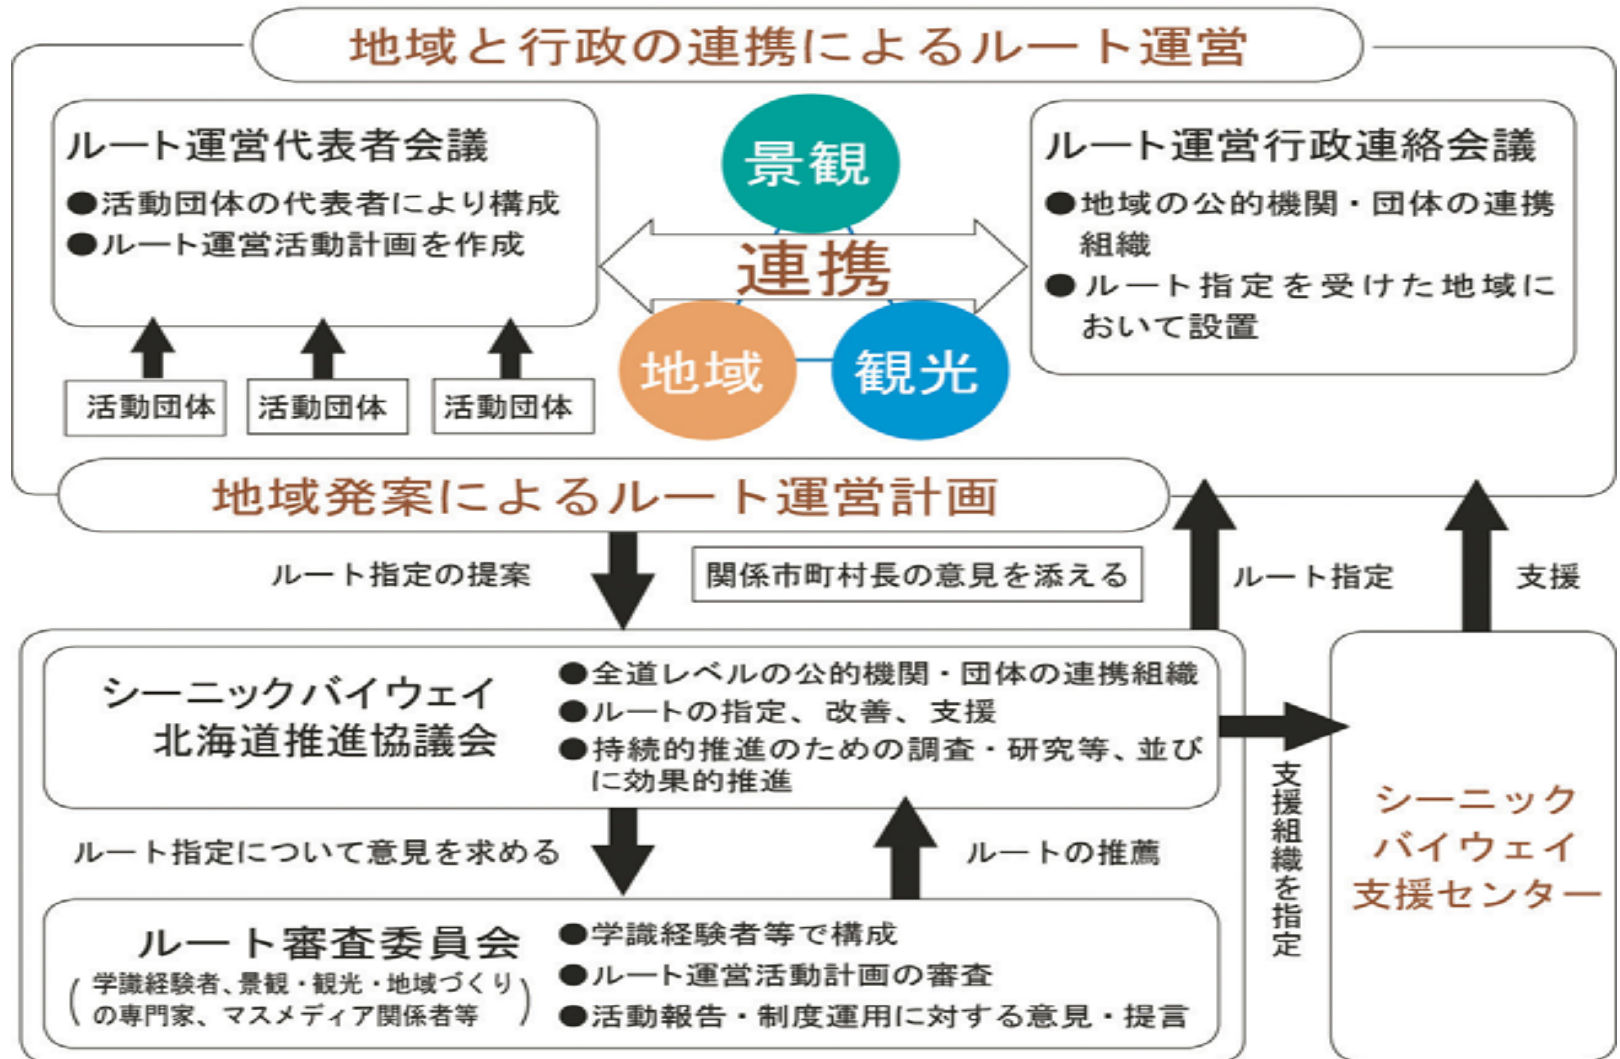 地域と行政の連携によるルート運営
ルート運営代表者会議
●活動団体の代表者により構成
●ルート運営活動計画を作成
活動団体
活動団体
活動団体
景観
連携
地域
観光
ルート運営行政連絡会議
●地域の公的機関・団体の連携
組織
●ルート指定を受けた地域に
おいて設置
地域発案によるルート運営計画
ルート指定の提案
関係市町村長の意見を添える
ルート指定
支援
シーニックバイウェイ
北海道推進協議会
●全道レベルの公的機関・団体の連携組織
●ルートの指定、改善、支援
●持続的推進のための調査・研究等、並び
に効果的推進
ルート指定について意見を求める
ルートの推薦
支援組織を指定
シーニック
バイウェイ
支援センター
ルート審査委員会
(学識経験者、景観・観光・地域づくり
の専門家、マスメディア関係者等)
●学識経験者等で構成
●ルート運営活動計画の審査
●活動報告・制度運用に対する意見・提言